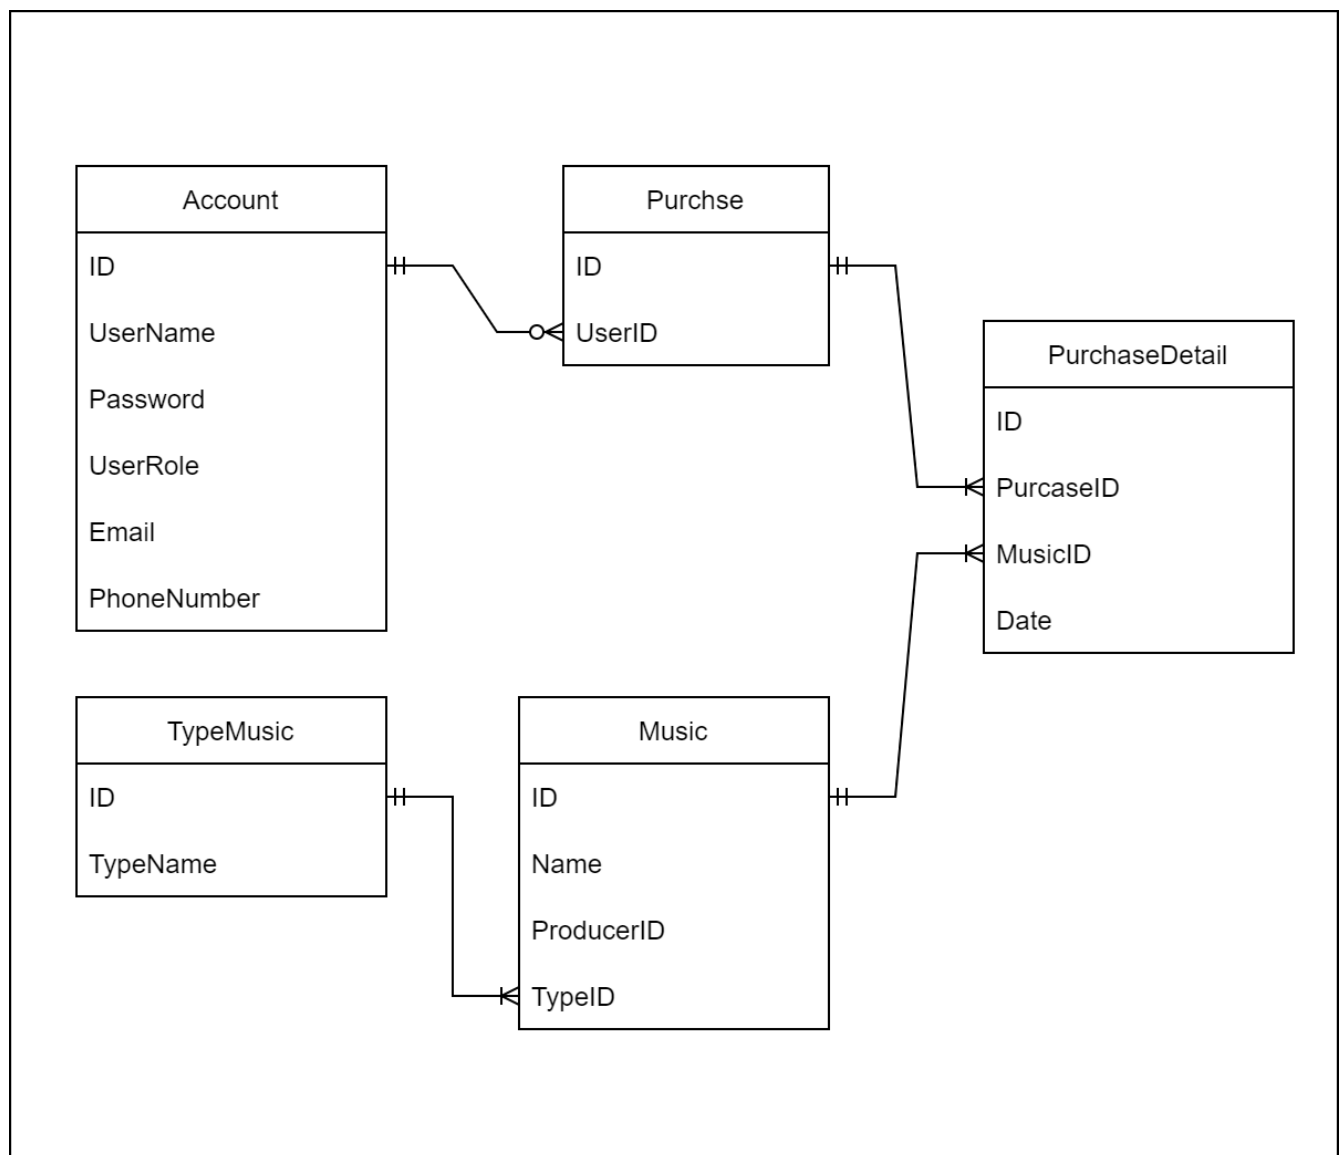 Account
ID
UserName
Password
UserRole
Email
PhoneNumber
Purchse
ID
UserID
PurchaseDetail
ID
PurcaseID
MusicID
Date
TypeMusic
ID
TypeName
Music
ID
Name
ProducerID
TypeID